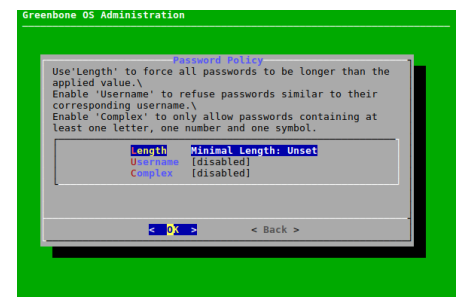 Greenbone OS Administration
Password Policy
Use'Length' to force all passwords to be longer than the
applied value.\
Enable 'Username' to refuse passwords similar to their
corresponding username.\
Enable 'Complex' to only allow passwords containing at
least one letter, one number and one symbol.
Length Minimal Length: Unset
Username [disabled]
Complex [disabled]
< OK > < Back >